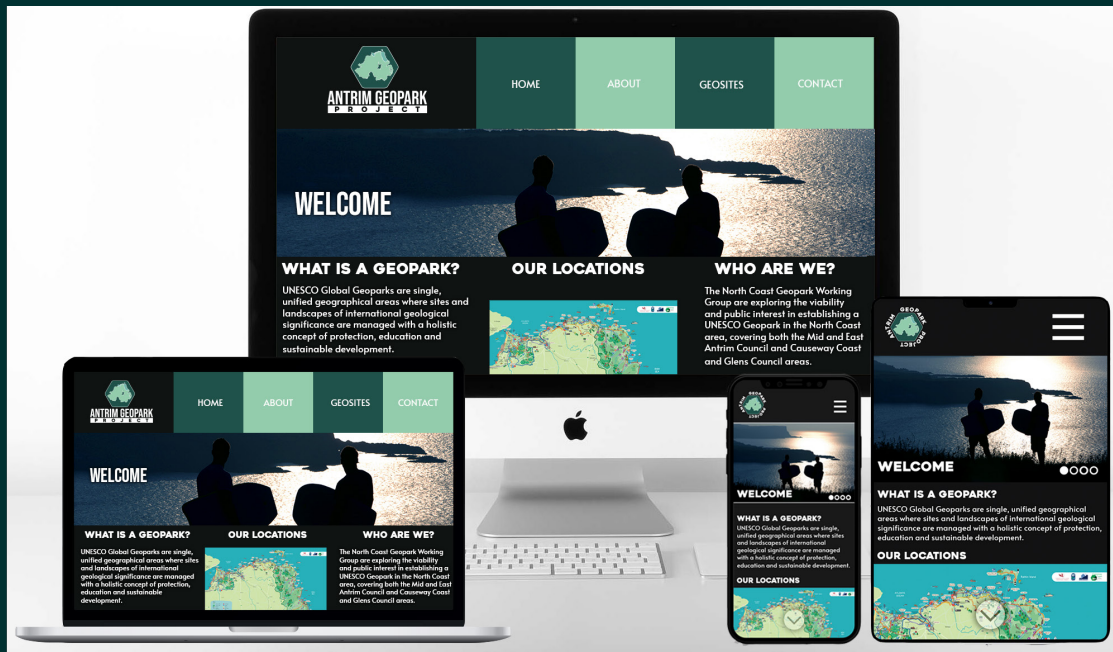 ANTRIM GEOPARK
PROJECT
HOME
ABOUT
GEOSITES
CONTACT
WELCOME
WHAT IS A GEOPARK?
UNESCO Global Geoparks are single,
unified geographical areas where sites and
landscapes of international geological
significance are managed with a holistic
concept of protection, education and
sustainable development.
OUR LOCATIONS
WHO ARE WE?
The North Coast Geopark Working
Group are exploring the viability
and public interest in establishing a
UNESCO Geopark in the North Coast
area, covering both the Mid and East
Antrim Council and Causeway Coast
and Glens Council areas.
ANTRIM GEOPARK
PROJECT
HOME
ABOUT
GEOSITES
CONTACT
WELCOME
WHAT IS A GEOPARK?
UNESCO Global Geoparks are single,
unified geographical areas where sites
and landscapes of international
geological significance are managed
with a holistic concept of protection,
education and sustainable
development.
OUR LOCATIONS
WHO ARE WE?
The North Coast Geopark Working
Group are exploring the viability
and public interest in establishing a
UNESCO Geopark in the North Coast
area, covering both the Mid and East
Antrim Council and Causeway Coast
and Glens Council areas.
ANTRIM GEOPARK PROJECT
WELCOME
WHAT IS A GEOPARK?
UNESCO Global Geoparks are single,
unified geographical areas where sites
and landscapes of international
geological significance are managed
with a holistic concept of protection,
education and sustainable development.
OUR LOCATIONS
ANTRIM GEOPARK PROJECT
WELCOME
WHAT IS A GEOPARK?
UNESCO Global Geoparks are single, unified geographical
areas where sites and landscapes of international geological
significance are managed with a holistic concept of protection,
education and sustainable development.
OUR LOCATIONS